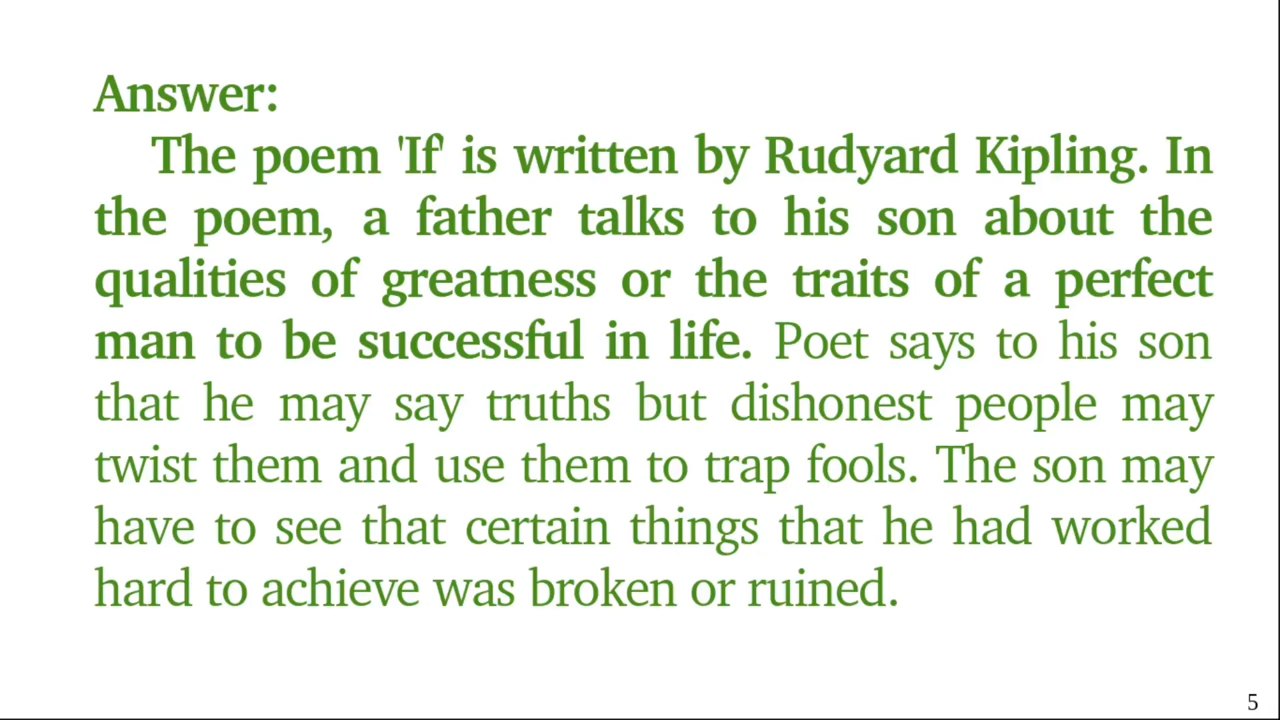 Answer:
The poem 'If' is written by Rudyard Kipling. In
the poem, a father talks to his son about the
qualities of greatness or the traits of a perfect
man to be successful in life. Poet says to his son
that he may say truths but dishonest people may
twist them and use them to trap fools. The son may
have to see that certain things that he had worked
hard to achieve was broken or ruined.
5